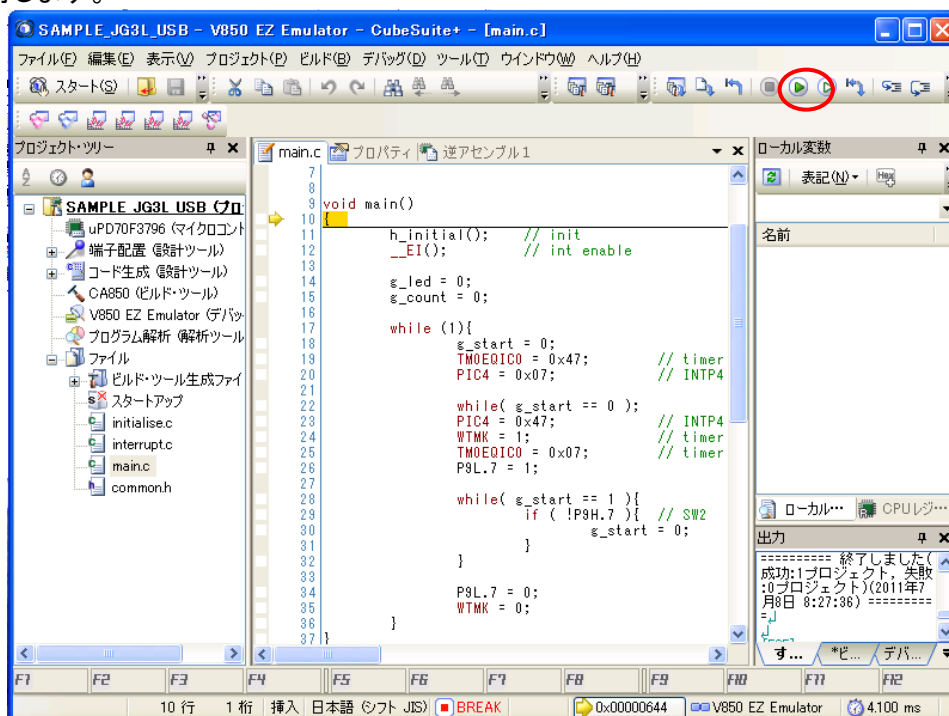 します。
SAMPLE_JG3L_USB - V850 EZ Emulator - CubeSuite+ - [main.c]
ファイル(F) 編集(E) 表示(V) プロジェクト(P) ビルド(B) デバッグ(D) ツール(T) ウインドウ(W) ヘルプ(H)
スタート(S)
プロジェクト・ツリー
SAMPLE_JG3L_USB (プロ
uPD70F3796 (マイクロコント
端子配置 (設計ツール)
コード生成 (設計ツール)
CA850 (ビルド・ツール)
V850 EZ Emulator (デバッ
プログラム解析 (解析ツール
ファイル
ビルド・ツール生成ファイ
スタートアップ
initialise.c
interrupt.c
main.c
common.h
main.c プロパティ 逆アセンブル1
7
8
9 void main()
10 {
11 h_initial(); // init
12 __EI(); // int enable
13
14 g_led = 0;
15 g_count = 0;
16
17 while (1){
18 g_start = 0;
19 TM0EQIC0 = 0x47; // timer
20 PIC4 = 0x07; // INTP4
21
22 while( g_start == 0 );
23 PIC4 = 0x47; // INTP4
24 WTMK = 1; // timer
25 TM0EQIC0 = 0x07; // timer
26 P9L.7 = 1;
27
28 while( g_start == 1 ){
29 if ( !P9H.7 ){ // SW2
30 g_start = 0;
31 }
32 }
33
34 P9L.7 = 0;
35 WTMK = 0;
36 }
37 }
ローカル変数
表記(N)
Hex
名前
ローカル… CPUレジ…
出力
========== 終了しました(
成功:1プロジェクト, 失敗
:0プロジェクト)(2011年7
月8日 8:27:36) =========
=
[EOF]
す... *ビ... デバ...
F1 F2 F3 F4 F5 F6 F7 F8 F9 F10 F11 F12
10 行 1 桁 挿入 日本語 (シフト JIS) BREAK 0x00000644 V850 EZ Emulator 4.100 ms